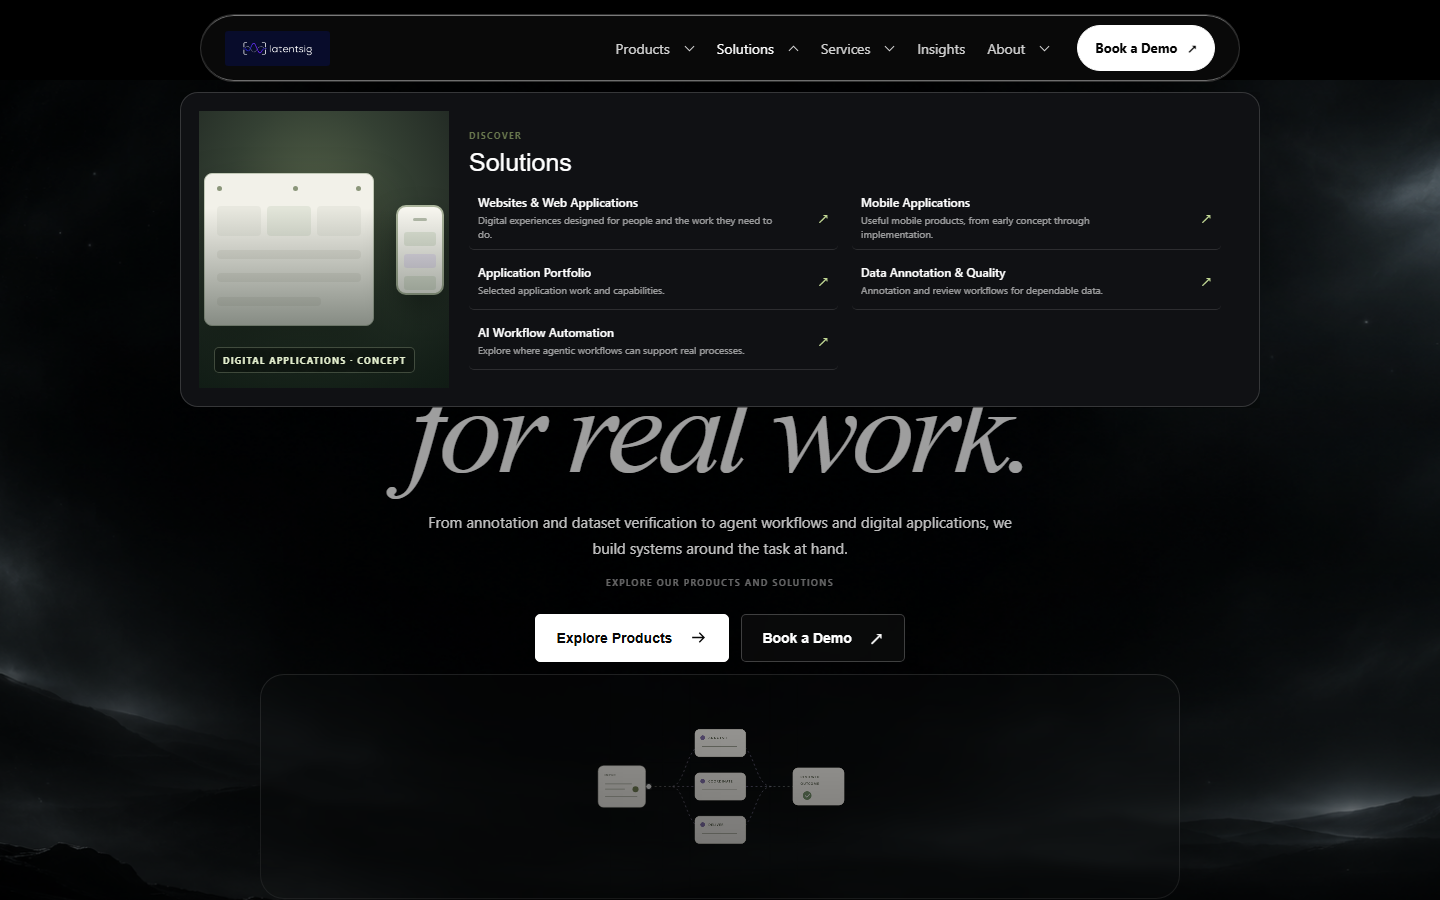 latentsig
Products
Solutions
Services
Insights
About
Book a Demo
DISCOVER
Solutions
Websites & Web Applications
Digital experiences designed for people and the work they need to
do.
Mobile Applications
Useful mobile products, from early concept through
implementation.
Application Portfolio
Selected application work and capabilities.
Data Annotation & Quality
Annotation and review workflows for dependable data.
AI Workflow Automation
Explore where agentic workflows can support real processes.
DIGITAL APPLICATIONS · CONCEPT
for real work.
From annotation and dataset verification to agent workflows and digital applications, we
build systems around the task at hand.
EXPLORE OUR PRODUCTS AND SOLUTIONS
Explore Products
Book a Demo
COORDINATE
OUTCOME